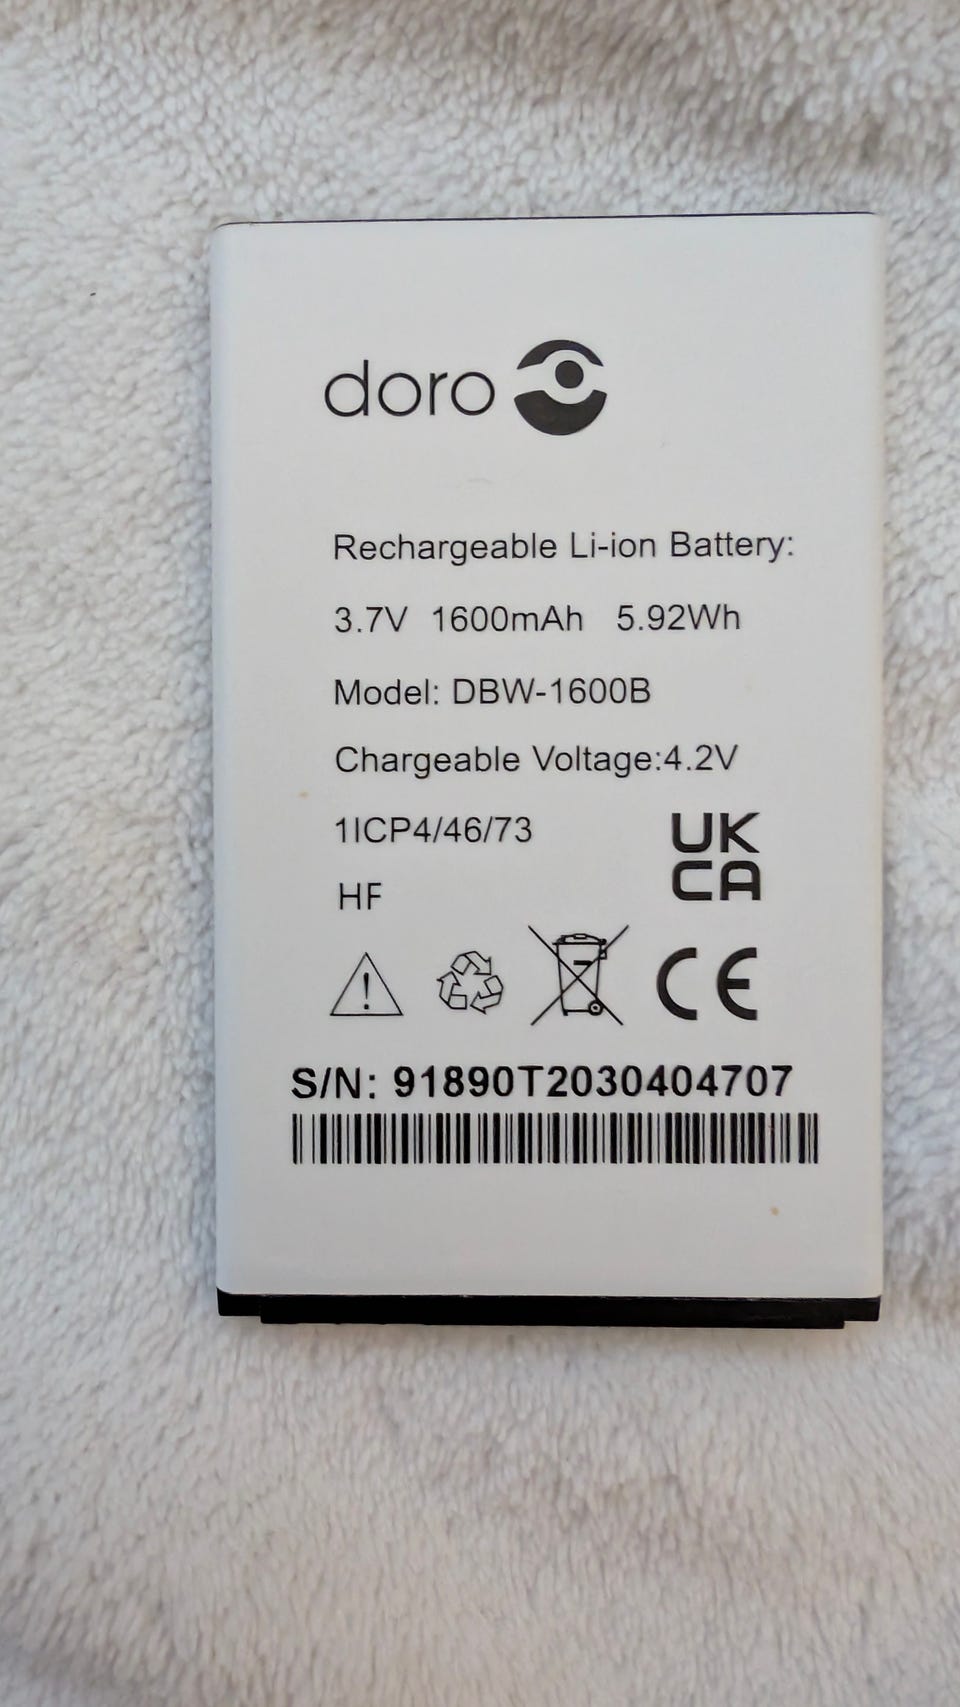 doro
Rechargeable Li-ion Battery:
3.7V 1600mAh 5.92Wh
Model: DBW-1600B
Chargeable Voltage:4.2V
1ICP4/46/73
UK
CA
HF
CE
S/N: 91890T2030404707